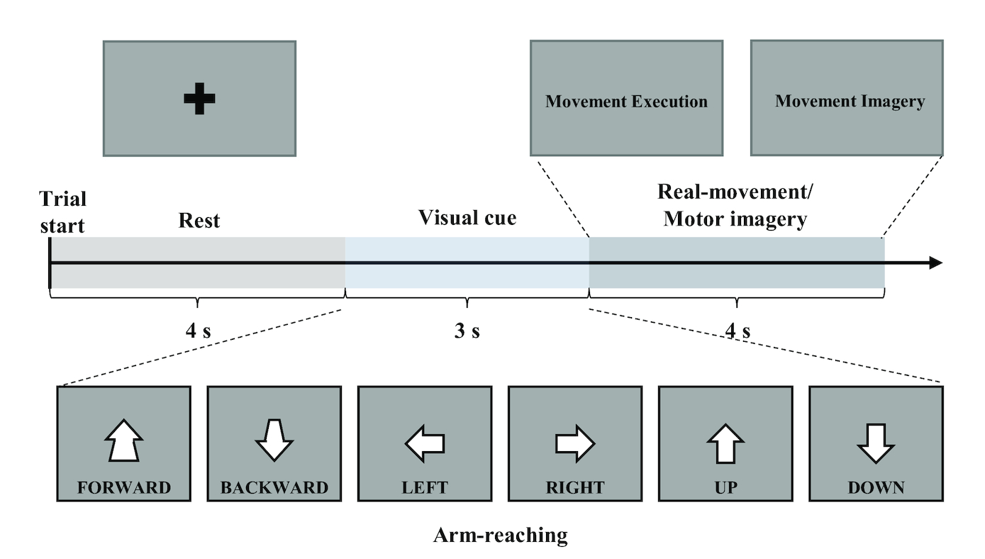 Movement Execution
Movement Imagery
Trial
start
Rest
Visual cue
Real-movement/
Motor imagery
4 s
3 s
4 s
FORWARD
BACKWARD
LEFT
RIGHT
UP
DOWN
Arm-reaching